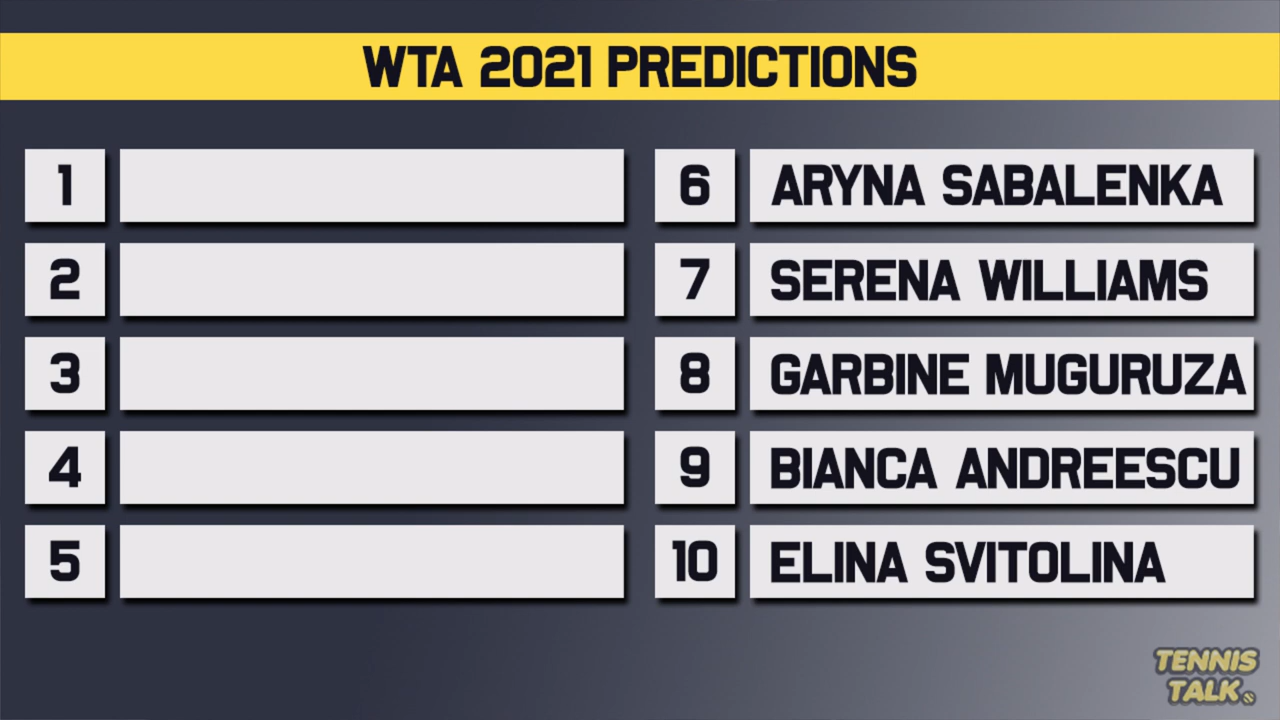 WTA 2021 PREDICTIONS
1
2
3
4
5
6 ARYNA SABALENKA
7 SERENA WILLIAMS
8 GARBINE MUGURUZA
9 BIANCA ANDREESCU
10 ELINA SVITOLINA
TENNIS
TALK